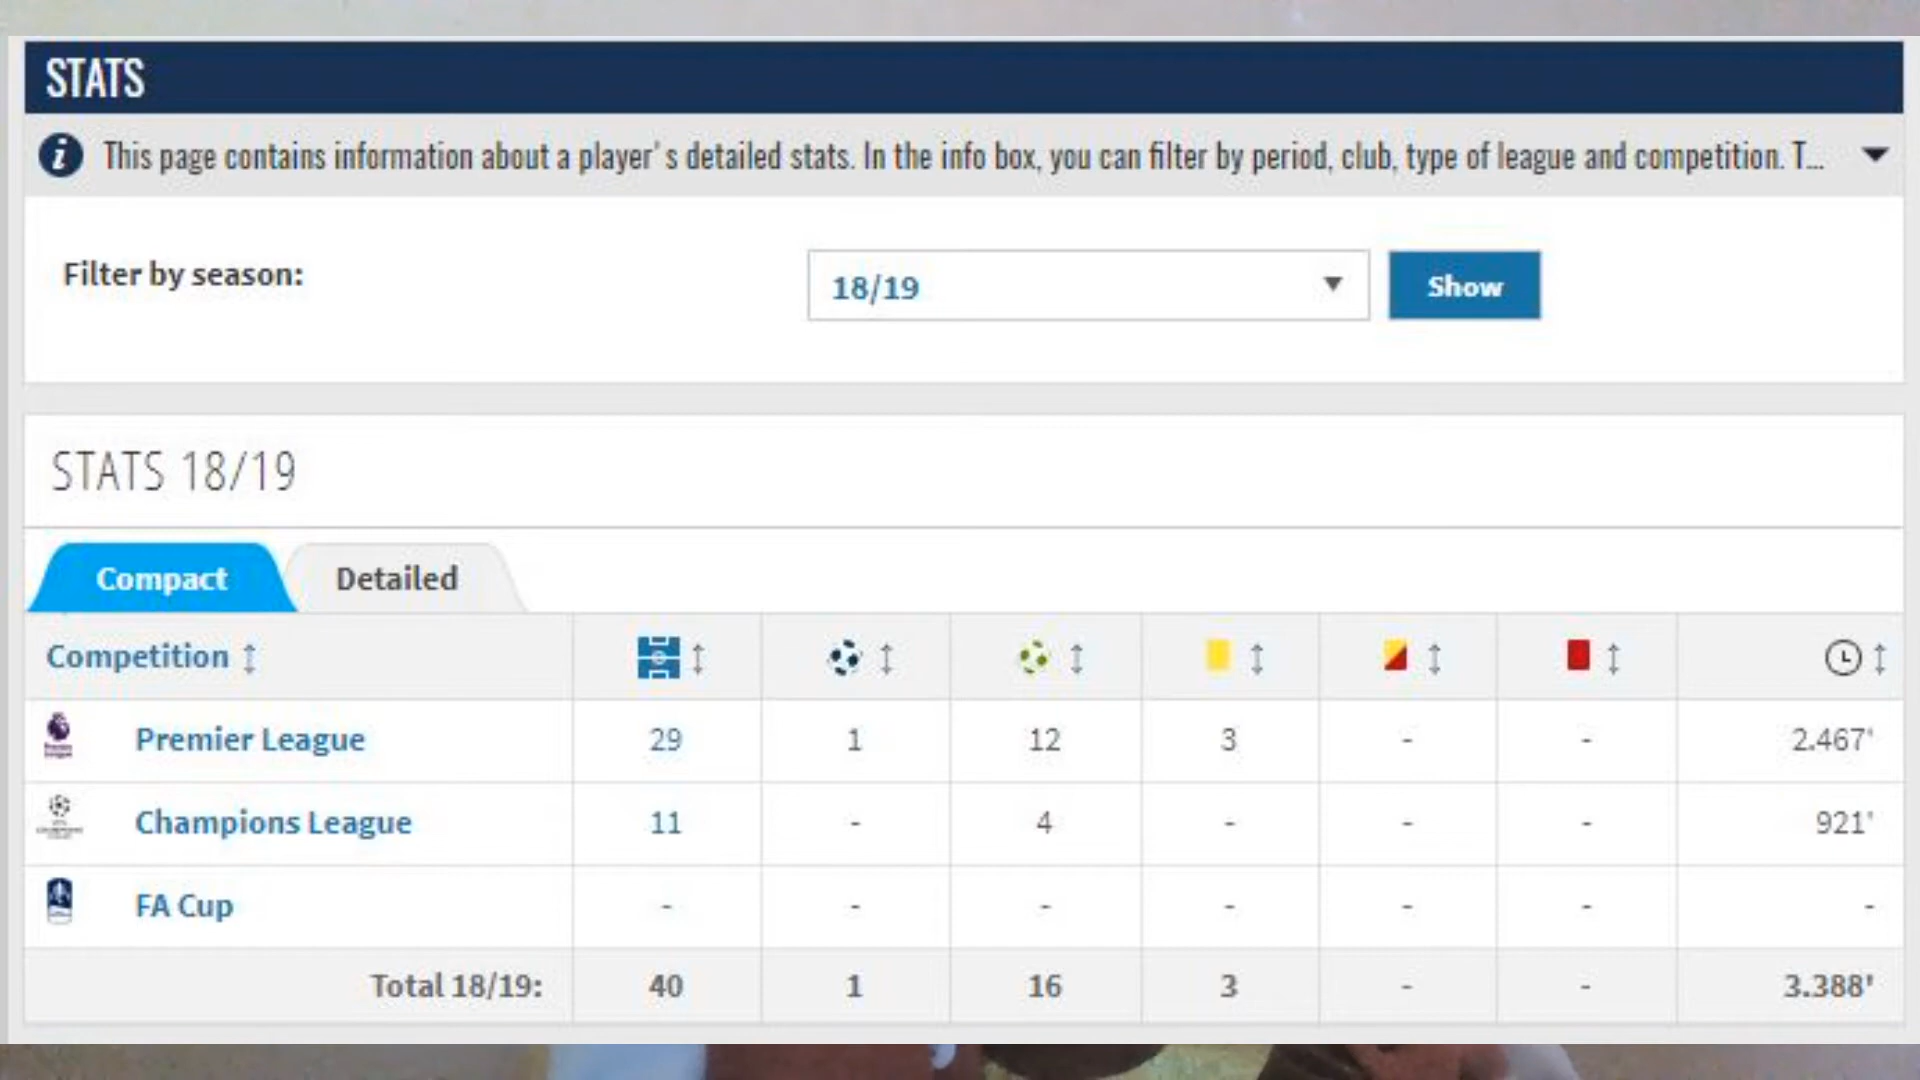 STATS
i This page contains information about a player's detailed stats. In the info box, you can filter by period, club, type of league and competition. T...
Filter by season: 18/19 Show
STATS 18/19
Compact Detailed
Competition
Premier League 29 1 12 3 - - 2.467'
Champions League 11 - 4 - - - 921'
FA Cup - - - - - - -
Total 18/19: 40 1 16 3 - - 3.388'